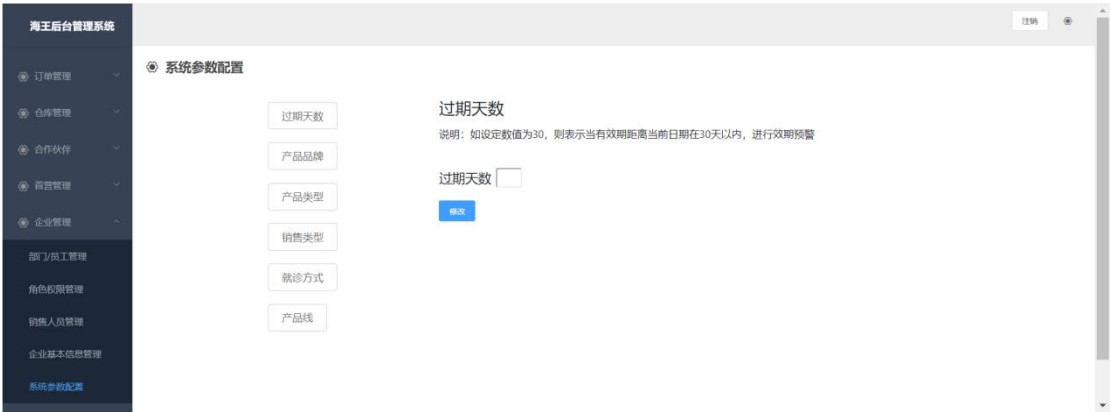 海王后台管理系统
注销
订单管理
仓库管理
合作伙伴
首营管理
企业管理
部门/员工管理
角色权限管理
销售人员管理
企业基本信息管理
系统参数配置
系统参数配置
过期天数
产品品牌
产品类型
销售类型
就诊方式
产品线
过期天数
说明：如设定数值为30，则表示当有效期距离当前日期在30天以内，进行效期预警
过期天数
修改